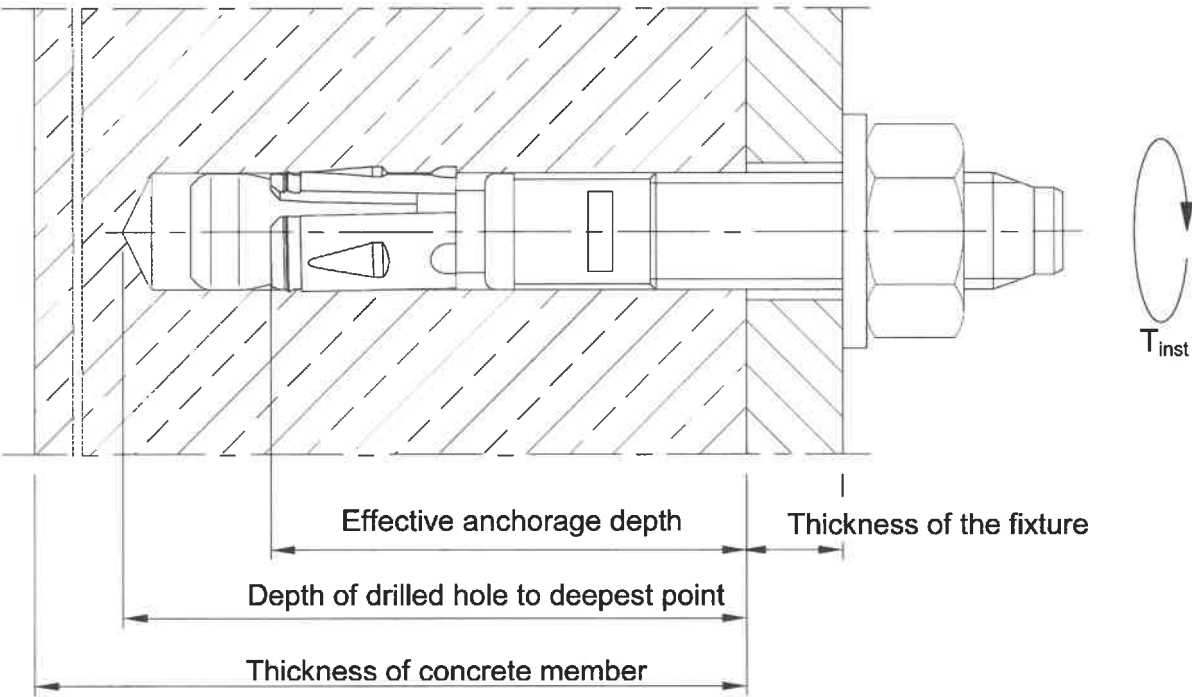 T_inst
Effective anchorage depth
Thickness of the fixture
Depth of drilled hole to deepest point
Thickness of concrete member